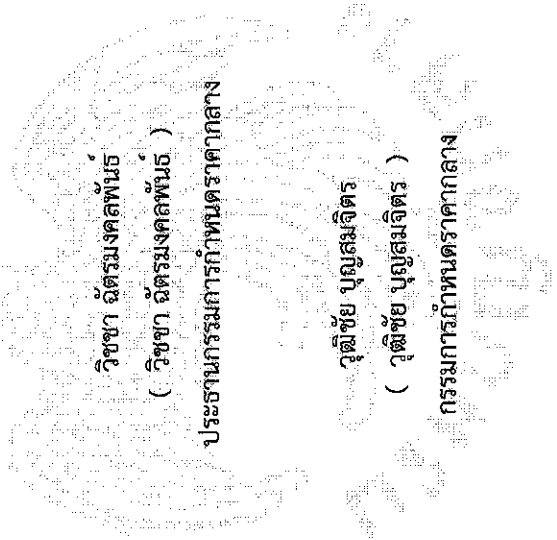 วิชชา ฉัตรมงคลพันธ์
( วิชชา ฉัตรมงคลพันธ์ )
ประธานกรรมการกำหนดราคากลาง
วุฒิชัย บุญสมจิตร
( วุฒิชัย บุญสมจิตร )
กรรมการกำหนดราคากลาง